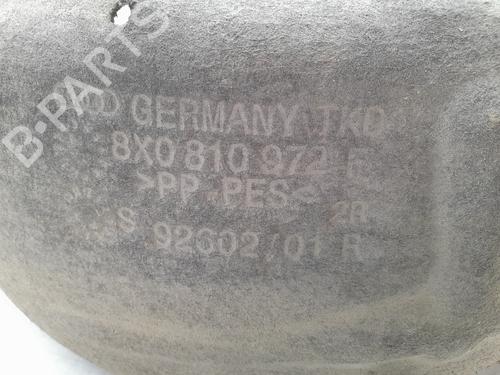 B-PARTS
GERMANY TKD
8X0 810 972 E
>PP-PES<
2R
S 92602/01 R